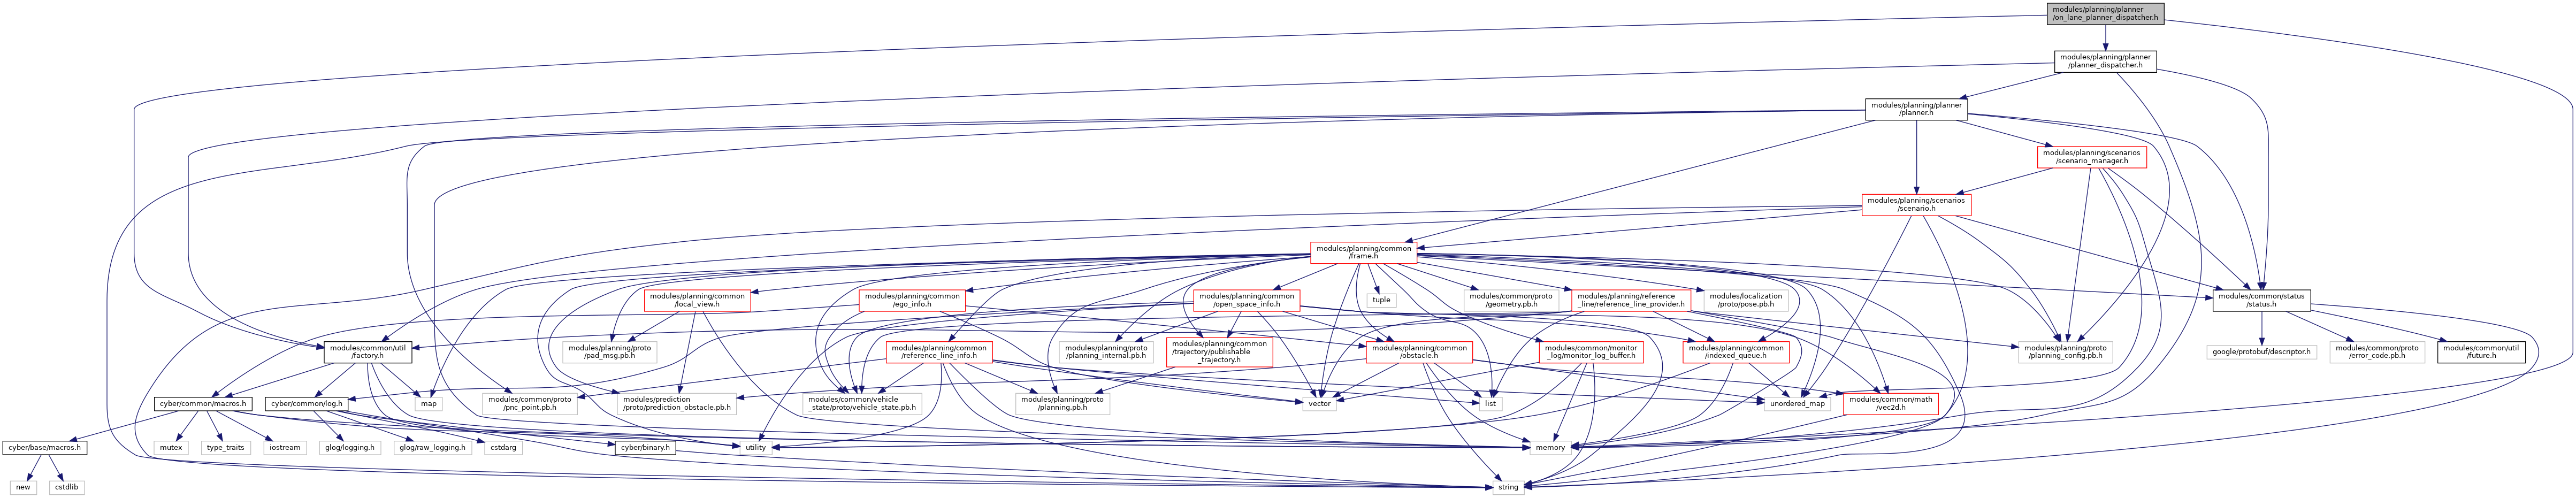 modules/planning/planner
/on_lane_planner_dispatcher.h
modules/planning/planner
/planner_dispatcher.h
modules/planning/planner
/planner.h
modules/planning/scenarios
/scenario_manager.h
modules/planning/scenarios
/scenario.h
modules/planning/common
/frame.h
modules/planning/common
/local_view.h
modules/planning/common
/ego_info.h
modules/planning/common
/open_space_info.h
tuple
modules/common/proto
/geometry.pb.h
modules/planning/reference
_line/reference_line_provider.h
modules/localization
/proto/pose.pb.h
modules/common/status
/status.h
modules/common/util
/factory.h
modules/planning/proto
/pad_msg.pb.h
modules/planning/common
/reference_line_info.h
modules/planning/proto
/planning_internal.pb.h
modules/planning/common
/trajectory/publishable
_trajectory.h
modules/planning/common
/obstacle.h
modules/common/monitor
_log/monitor_log_buffer.h
modules/planning/common
/indexed_queue.h
modules/planning/proto
/planning_config.pb.h
google/protobuf/descriptor.h
modules/common/proto
/error_code.pb.h
modules/common/util
/future.h
cyber/common/macros.h
cyber/common/log.h
map
modules/common/proto
/pnc_point.pb.h
modules/prediction
/proto/prediction_obstacle.pb.h
modules/common/vehicle
_state/proto/vehicle_state.pb.h
modules/planning/proto
/planning.pb.h
vector
list
unordered_map
modules/common/math
/vec2d.h
cyber/base/macros.h
mutex
type_traits
iostream
glog/logging.h
glog/raw_logging.h
cstdarg
cyber/binary.h
utility
memory
new
cstdlib
string